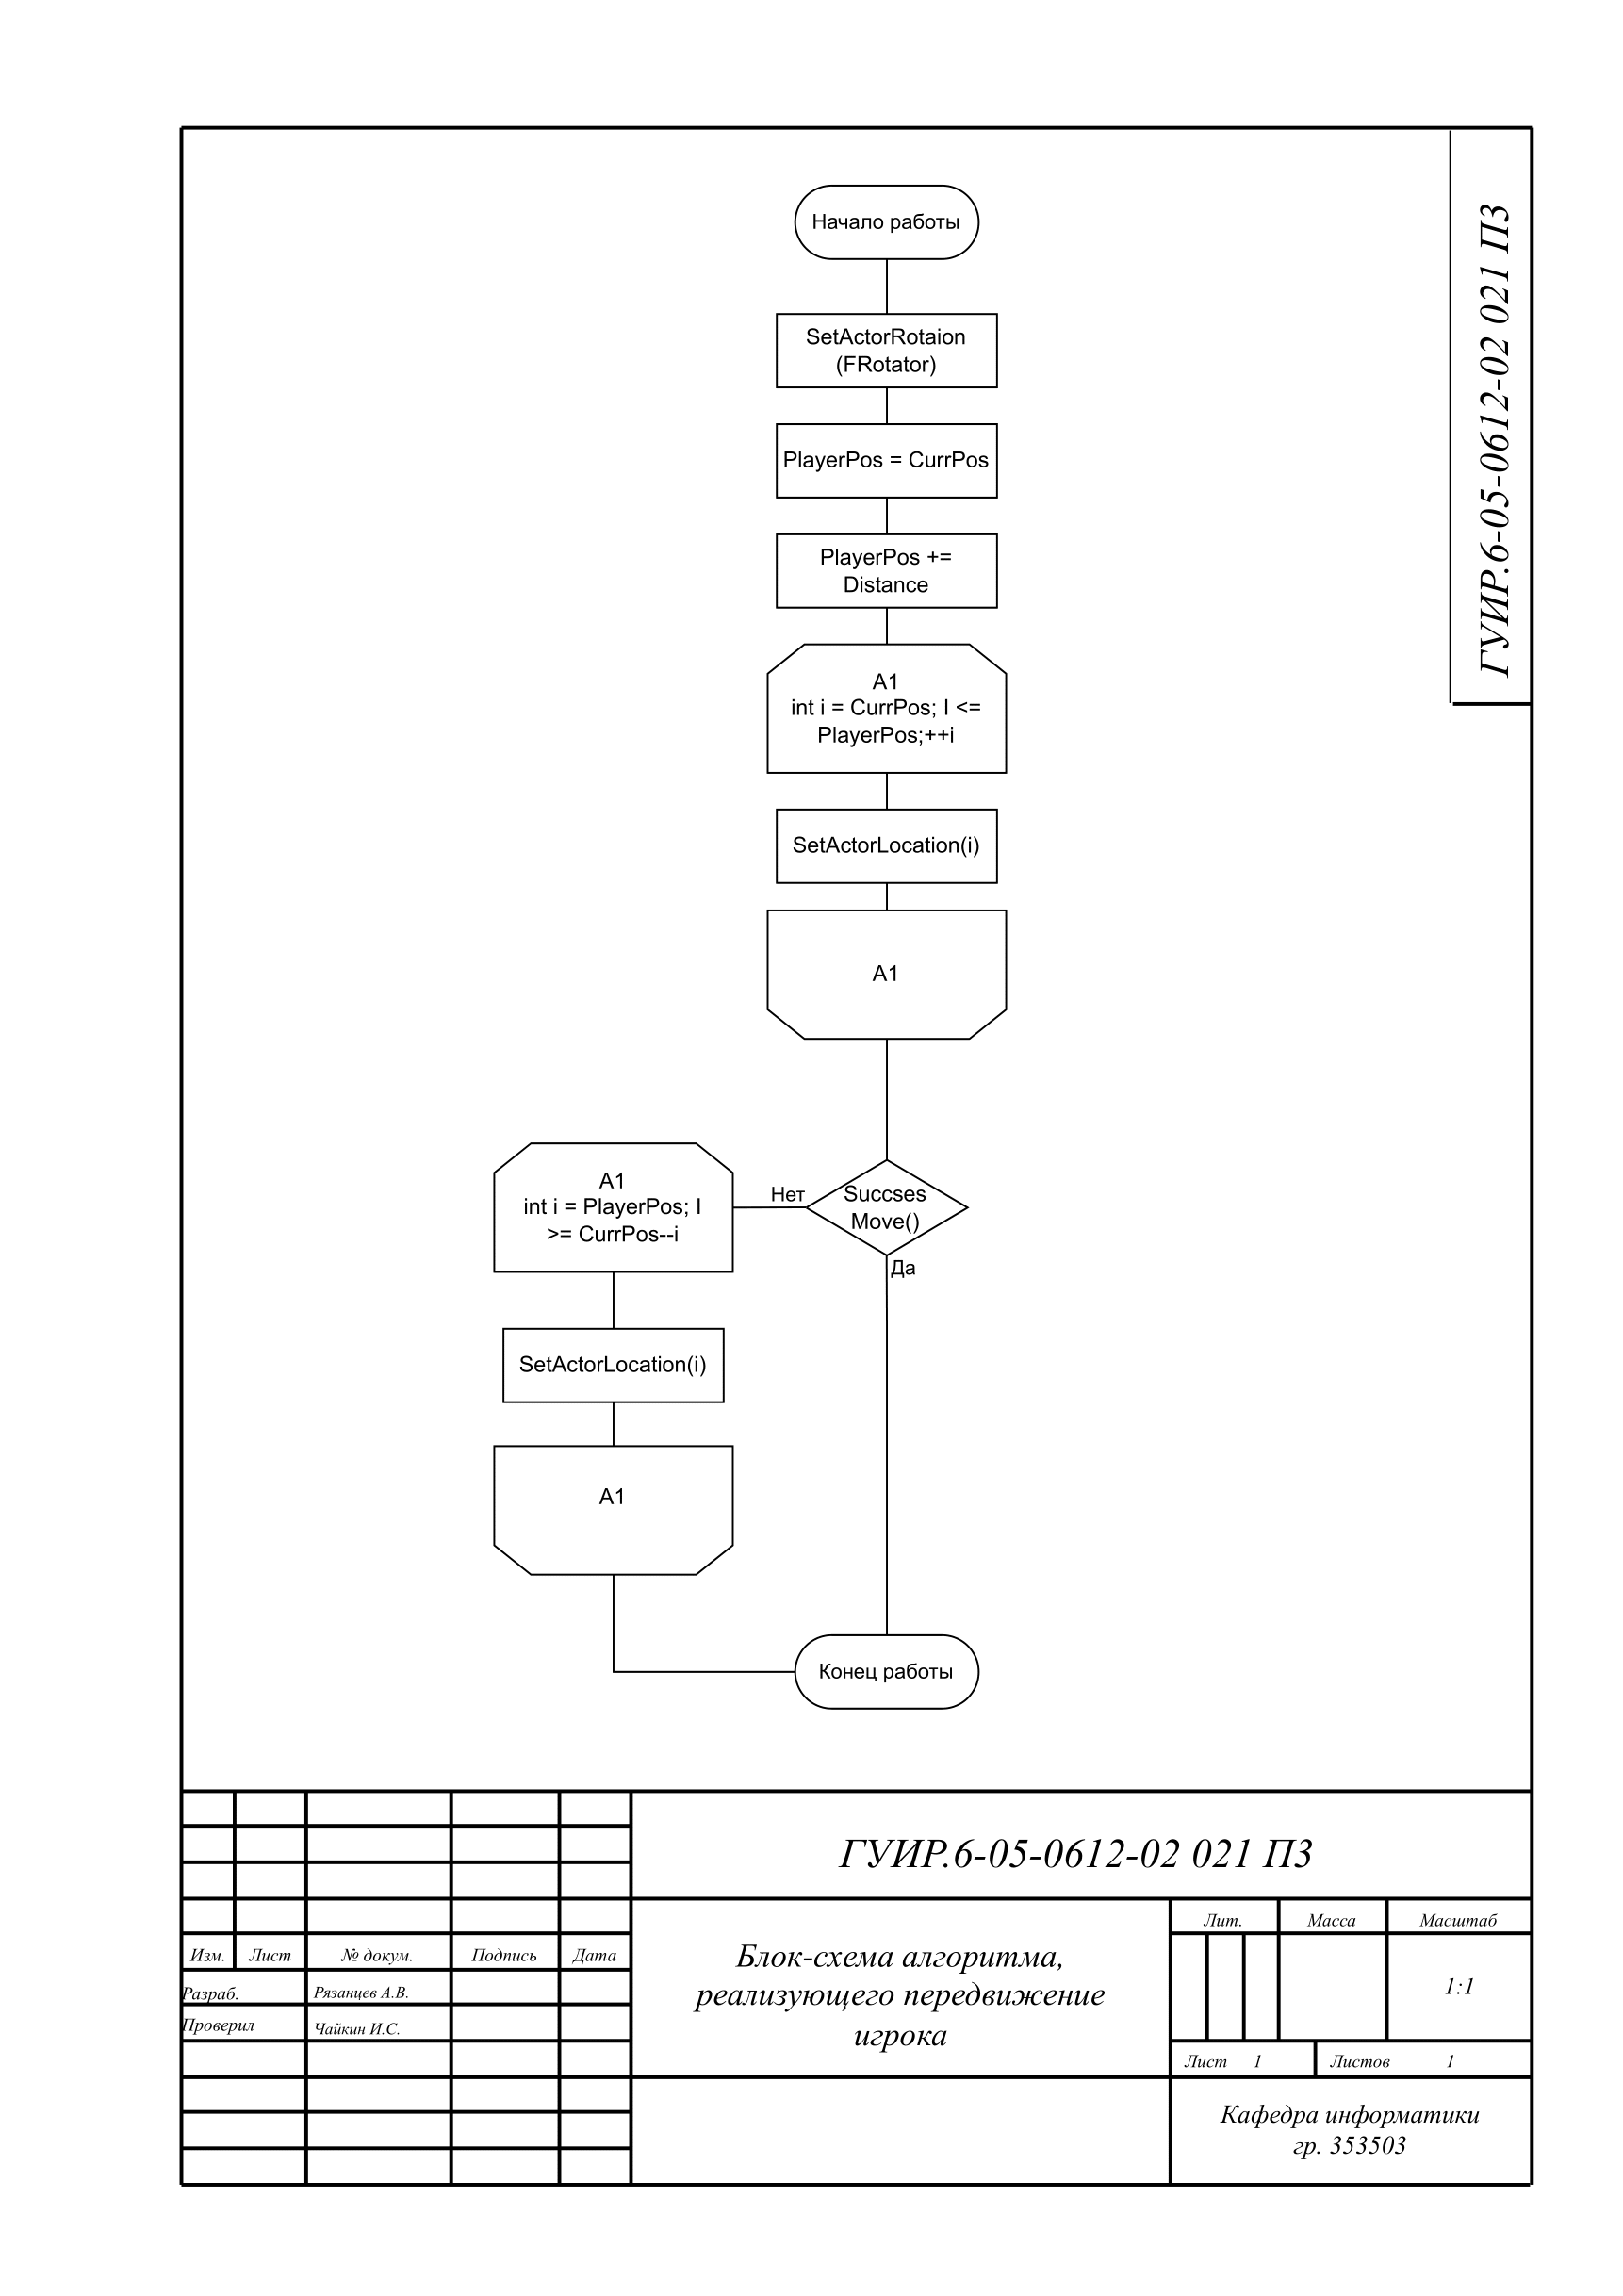 Начало работы
ГУИР.6-05-0612-02 021 ПЗ
SetActorRotaion
(FRotator)
PlayerPos = CurrPos
PlayerPos +=
Distance
A1
int i = CurrPos; I <=
PlayerPos;++i
SetActorLocation(i)
A1
Нет
Succses
Move()
Да
A1
int i = PlayerPos; I
>= CurrPos--i
SetActorLocation(i)
A1
Конец работы
ГУИР.6-05-0612-02 021 ПЗ
Изм. Лист № докум. Подпись Дата
Разраб. Рязанцев А.В.
Проверил Чайкин И.С.
Блок-схема алгоритма,
реализующего передвижение
игрока
Лит. Масса Масштаб
1:1
Лист 1 Листов 1
Кафедра информатики
гр. 353503